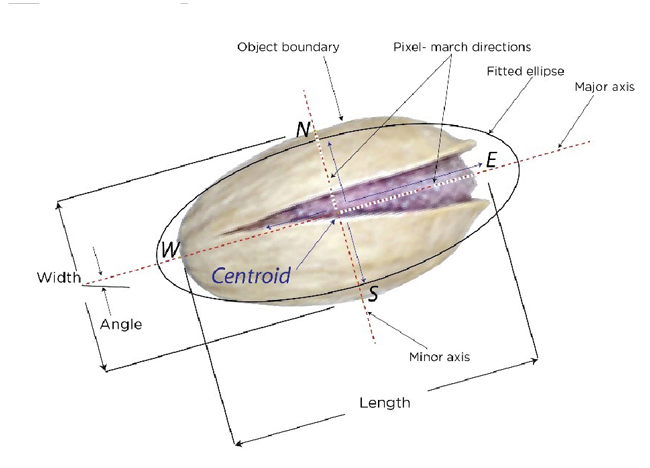 Object boundary
Pixel- march directions
Fitted ellipse
Major axis
N
E
W
Centroid
Width
S
Angle
Minor axis
Length